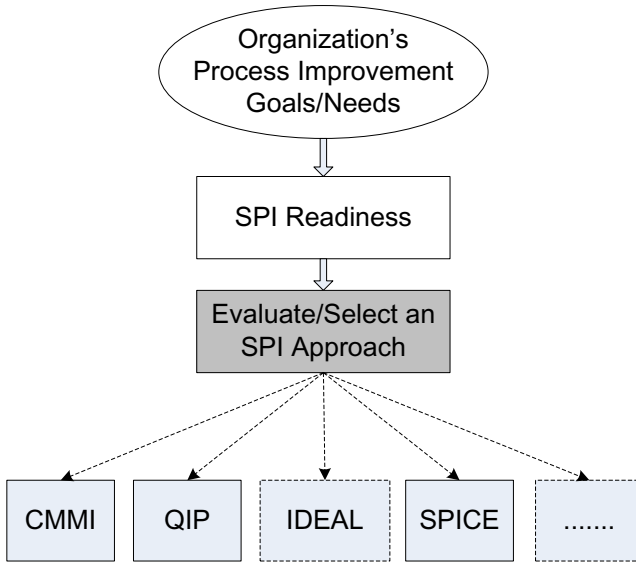 Organization’s
Process Improvement
Goals/Needs
SPI Readiness
Evaluate/Select an
SPI Approach
CMMI
QIP
IDEAL
SPICE
.......